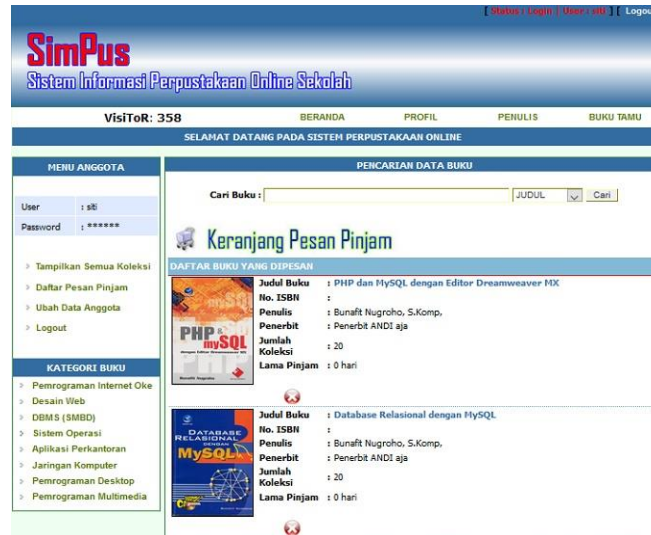 [ Status : Login | User : siti ] [ Logou
SimPus
Sistem Informasi Perpustakaan Online Sekolah
VisiToR: 358
BERANDA
PROFIL
PENULIS
BUKU TAMU
SELAMAT DATANG PADA SISTEM PERPUSTAKAAN ONLINE
MENU ANGGOTA
User : siti
Password : ******
Tampilkan Semua Koleksi
Daftar Pesan Pinjam
Ubah Data Anggota
Logout
KATEGORI BUKU
Pemrograman Internet Oke
Desain Web
DBMS (SMBD)
Sistem Operasi
Aplikasi Perkantoran
Jaringan Komputer
Pemrograman Desktop
Pemrograman Multimedia
PENCARIAN DATA BUKU
Cari Buku :
JUDUL
Cari
Keranjang Pesan Pinjam
DAFTAR BUKU YANG DIPESAN
PHP &
mySQL
dengan Editor Dreamweaver MX
Bunafit Nugroho
Judul Buku : PHP dan MySQL dengan Editor Dreamweaver MX
No. ISBN :
Penulis : Bunafit Nugroho, S.Komp,
Penerbit : Penerbit ANDI aja
Jumlah Koleksi : 20
Lama Pinjam : 0 hari
DATABASE
RELASIONAL
DENGAN
MySQL
Judul Buku : Database Relasional dengan MySQL
No. ISBN :
Penulis : Bunafit Nugroho, S.Komp,
Penerbit : Penerbit ANDI aja
Jumlah Koleksi : 20
Lama Pinjam : 0 hari